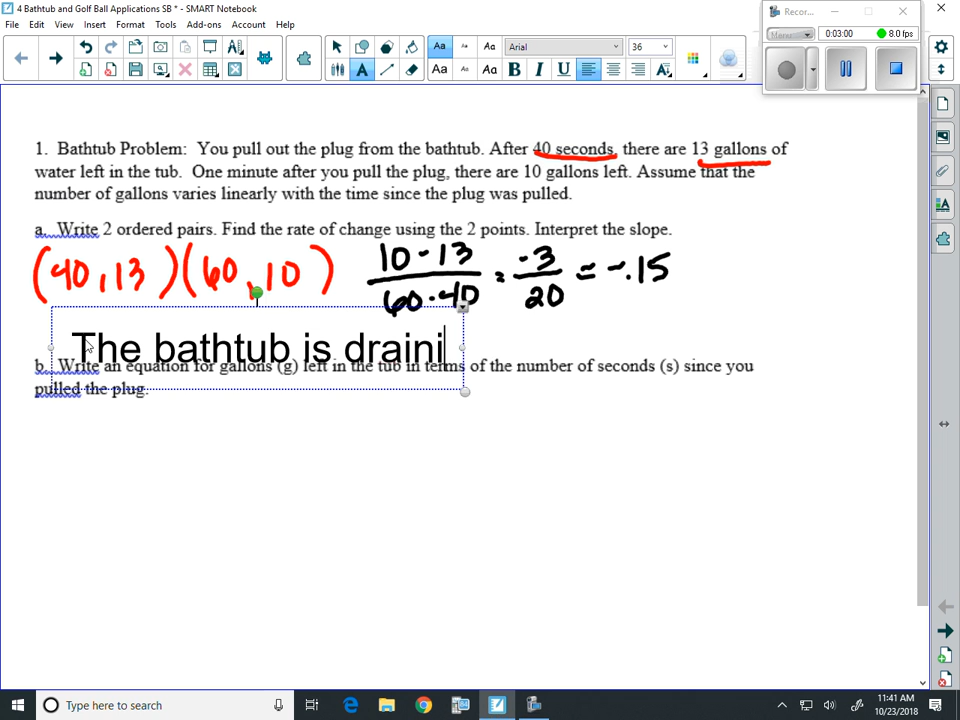 4 Bathtub and Golf Ball Applications SB * - SMART Notebook
File Edit View Insert Format Tools Add-ons Account Help
Recor...
Menu
0:03:00
8.0 fps
Aa Aa Aa Arial 36
A Aa Aa Aa B I U
1. Bathtub Problem: You pull out the plug from the bathtub. After 40 seconds, there are 13 gallons of
water left in the tub. One minute after you pull the plug, there are 10 gallons left. Assume that the
number of gallons varies linearly with the time since the plug was pulled.
a. Write 2 ordered pairs. Find the rate of change using the 2 points. Interpret the slope.
(40, 13) (60, 10) 10 - 13 / 60 - 40 = -3 / 20 = -.15
The bathtub is draini
b. Write an equation for gallons (g) left in the tub in terms of the number of seconds (s) since you
pulled the plug.
Type here to search
11:41 AM
10/23/2018